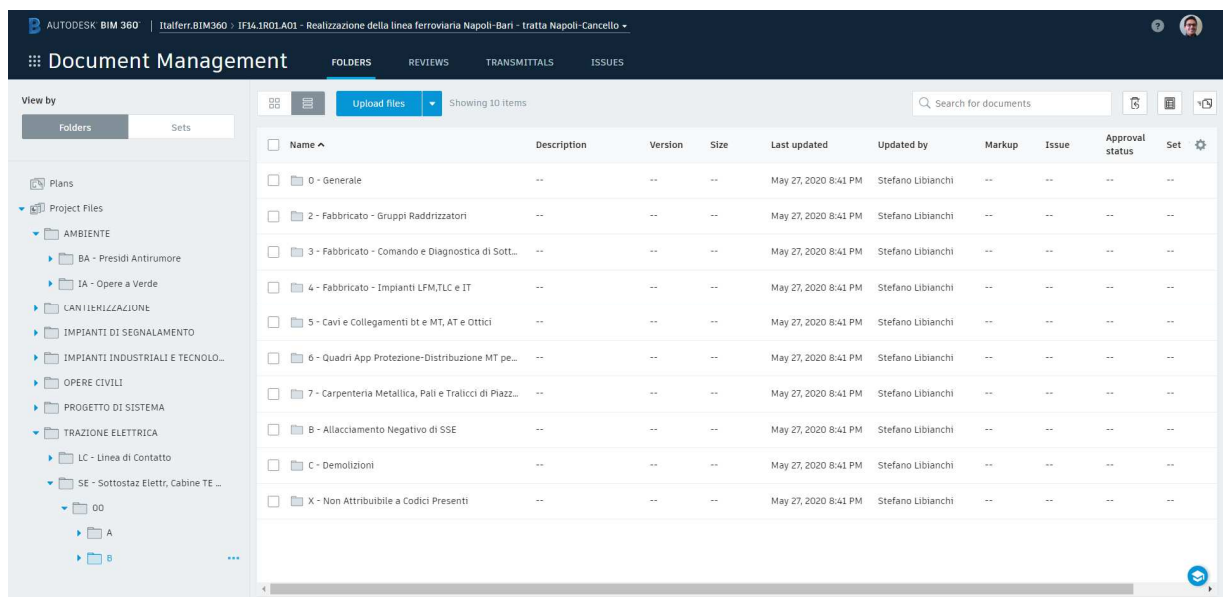 AUTODESK BIM 360 | Italferr.BIM360 > IF14.1R01.A01 - Realizzazione della linea ferroviaria Napoli-Bari - tratta Napoli-Cancello
Document Management FOLDERS REVIEWS TRANSMITTALS ISSUES
View by
Folders Sets
Plans
Project Files
AMBIENTE
BA - Presidi Antirumore
IA - Opere a Verde
CANTIERIZZAZIONE
IMPIANTI DI SEGNALAMENTO
IMPIANTI INDUSTRIALI E TECNOLO...
OPERE CIVILI
PROGETTO DI SISTEMA
TRAZIONE ELETTRICA
LC - Linea di Contatto
SE - Sottostaz Elettr, Cabine TE ...
00
A
B
Upload files Showing 10 items Search for documents
Name Description Version Size Last updated Updated by Markup Issue Approval status Set
0 - Generale -- -- -- May 27, 2020 8:41 PM Stefano Libianchi -- -- -- --
2 - Fabbricato - Gruppi Raddrizzatori -- -- -- May 27, 2020 8:41 PM Stefano Libianchi -- -- -- --
3 - Fabbricato - Comando e Diagnostica di Sott... -- -- -- May 27, 2020 8:41 PM Stefano Libianchi -- -- -- --
4 - Fabbricato - Impianti LFM,TLC e IT -- -- -- May 27, 2020 8:41 PM Stefano Libianchi -- -- -- --
5 - Cavi e Collegamenti bt e MT, AT e Ottici -- -- -- May 27, 2020 8:41 PM Stefano Libianchi -- -- -- --
6 - Quadri App Protezione-Distribuzione MT pe... -- -- -- May 27, 2020 8:41 PM Stefano Libianchi -- -- -- --
7 - Carpenteria Metallica, Pali e Tralicci di Piazz... -- -- -- May 27, 2020 8:41 PM Stefano Libianchi -- -- -- --
B - Allacciamento Negativo di SSE -- -- -- May 27, 2020 8:41 PM Stefano Libianchi -- -- -- --
C - Demolizioni -- -- -- May 27, 2020 8:41 PM Stefano Libianchi -- -- -- --
X - Non Attribuibile a Codici Presenti -- -- -- May 27, 2020 8:41 PM Stefano Libianchi -- -- -- --